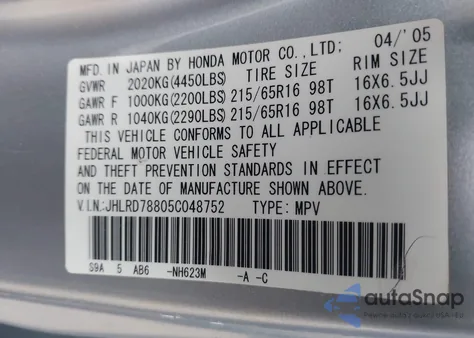 MFD. IN JAPAN BY HONDA MOTOR CO., LTD: 04/'05
GVWR 2020KG(4450LBS) TIRE SIZE RIM SIZE
GAWR F 1000KG(2200LBS) 215/65R16 98T 16X6.5JJ
GAWR R 1040KG(2290LBS) 215/65R16 98T 16X6.5JJ
THIS VEHICLE CONFORMS TO ALL APPLICABLE
FEDERAL MOTOR VEHICLE SAFETY
AND THEFT PREVENTION STANDARDS IN EFFECT
ON THE DATE OF MANUFACTURE SHOWN ABOVE.
V.I.N.:JHLRD78805C048752 TYPE: MPV
S9A 5 AB6 -NH623M -A -C
autoSnap